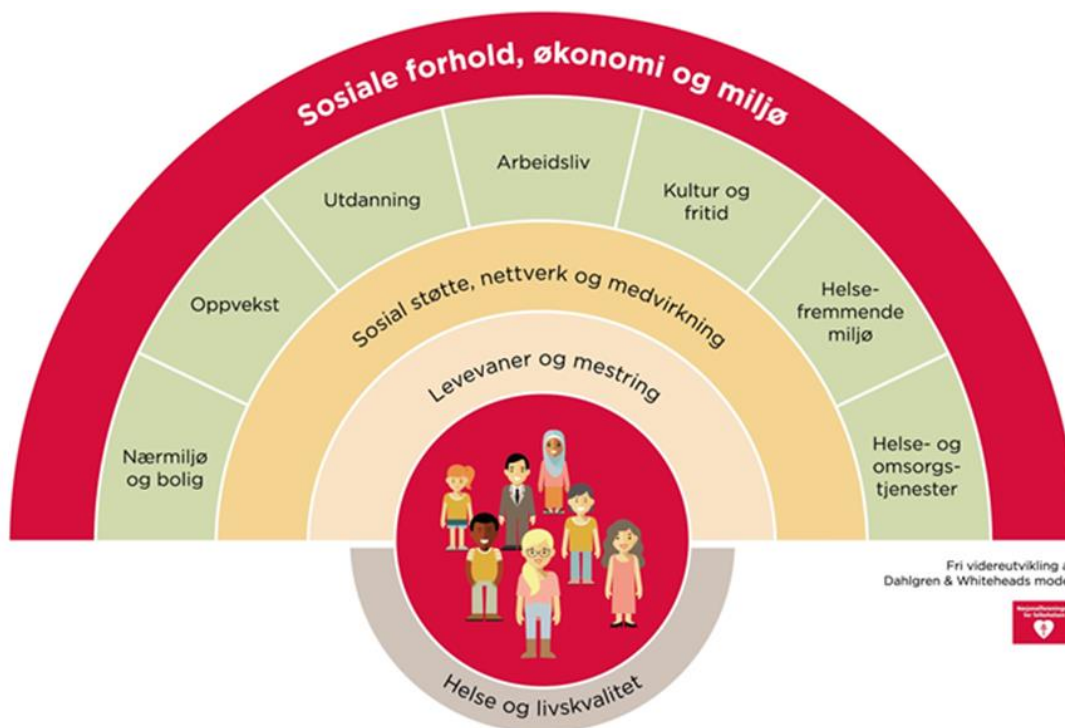 Sosiale forhold, økonomi og miljø
Arbeidsliv
Utdanning
Kultur og
fritid
Oppvekst
Helse-
fremmende
miljø
Nærmiljø
og bolig
Helse- og
omsorgs-
tjenester
Sosial støtte, nettverk og medvirkning
Levevaner og mestring
Helse og livskvalitet
Fri videreutvikling a
Dahlgren & Whiteheads mode